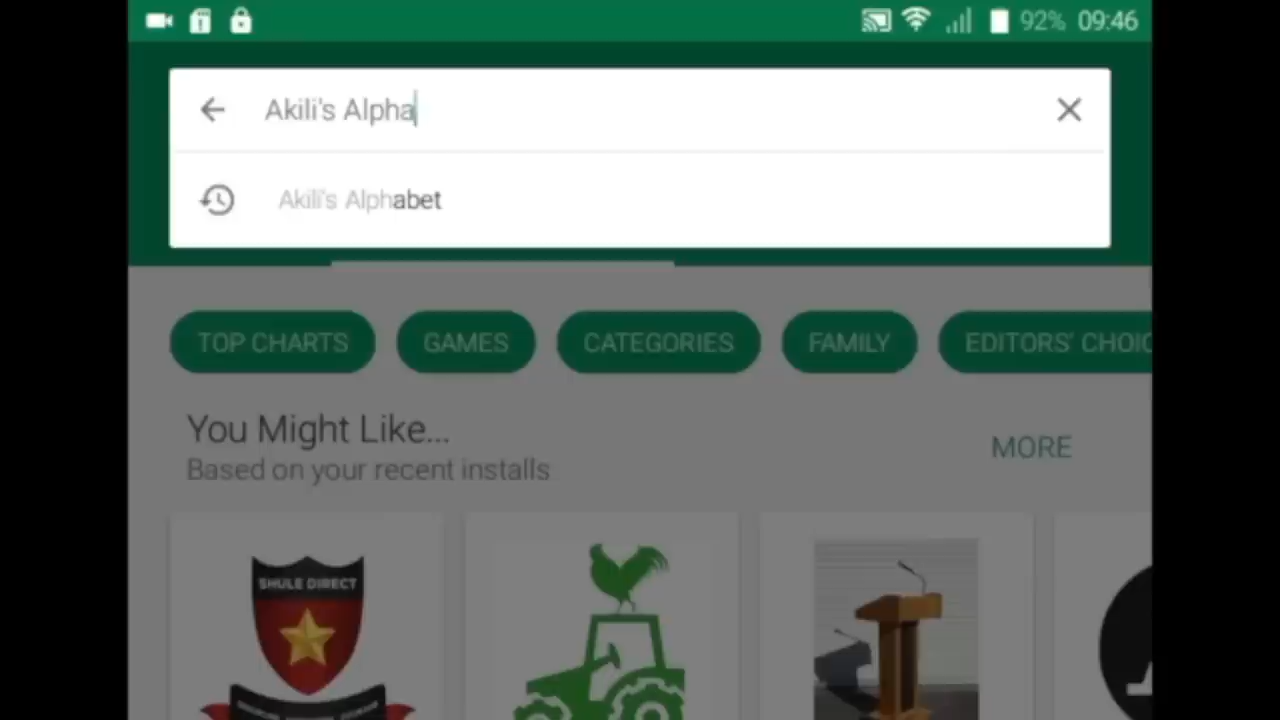 92% 09:46
Akili's Alpha
Akili's Alphabet
TOP CHARTS GAMES CATEGORIES FAMILY EDITORS' CHOIC
You Might Like...
MORE
Based on your recent installs
SHULE DIRECT